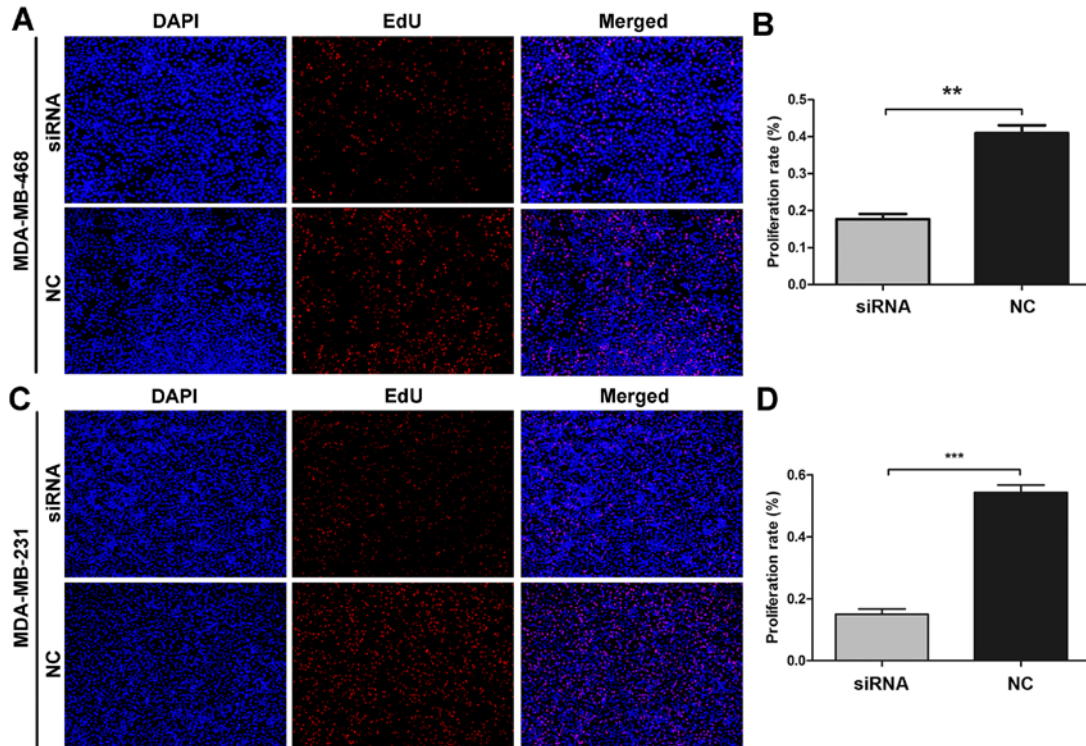 A
DAPI
EdU
Merged
siRNA
NC
MDA-MB-468
B
**
Proliferation rate (%)
0.5
0.4
0.2
0.1
0.0
siRNA
NC
C
DAPI
EdU
Merged
siRNA
NC
MDA-MB-231
D
***
Proliferation rate (%)
0.6
0.4
0.2
0.0
siRNA
NC